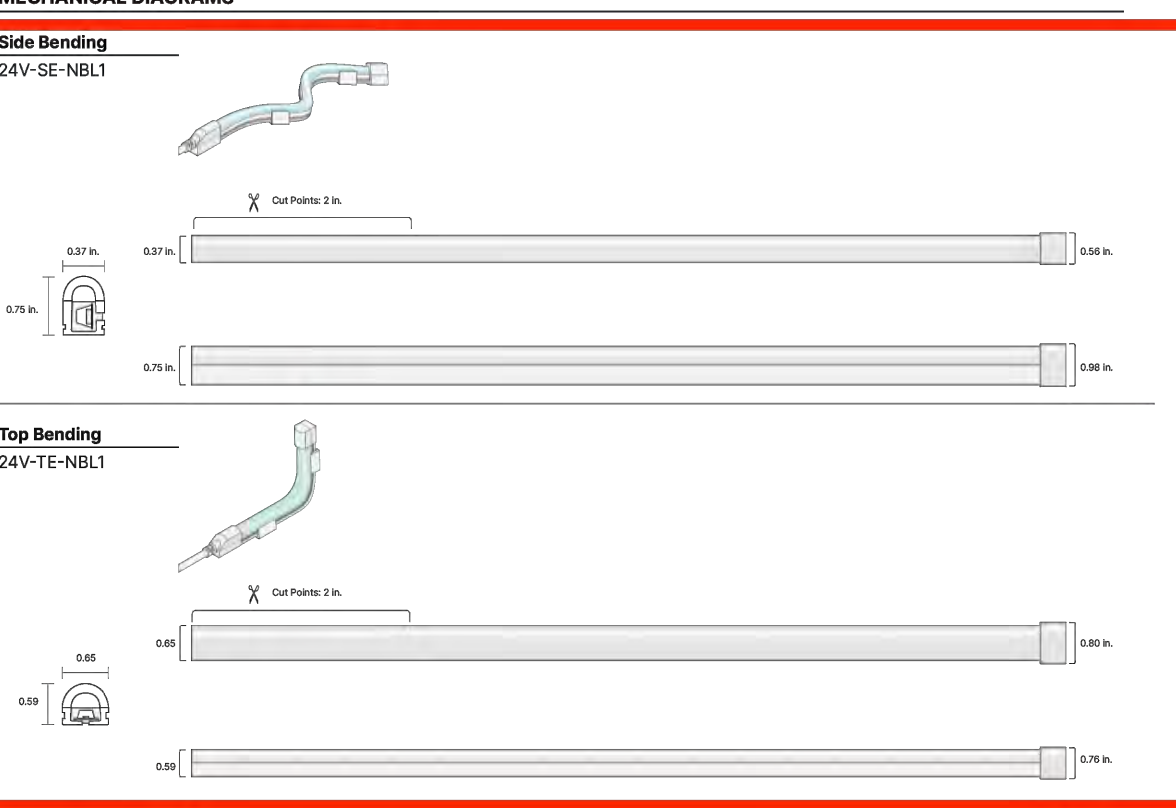 MECHANICAL DIAGRAMS
Side Bending
24V-SE-NBL1
Cut Points: 2 in.
0.37 in.
0.37 in.
0.56 in.
0.75 in.
0.75 in.
0.98 in.
Top Bending
24V-TE-NBL1
Cut Points: 2 in.
0.65
0.80 in.
0.65
0.59
0.59
0.76 in.